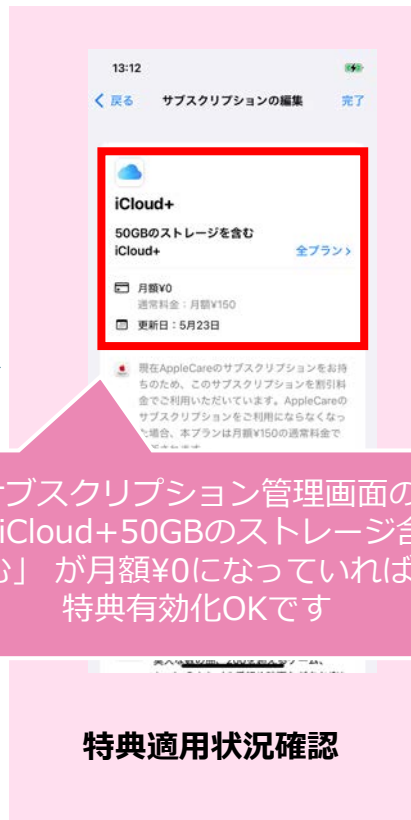 13:12
戻る サブスクリプションの編集 完了
iCloud+
50GBのストレージを含む
iCloud+ 全プラン
月額¥0
通常料金：月額¥150
更新日：5月23日
現在AppleCareのサブスクリプションをお持
ちのため、このサブスクリプションを割引料
金でご利用いただいています。AppleCareの
サブスクリプションをご利用にならなくなっ
た場合、本プランは月額¥150の通常料金で
サブスクリプション管理画面の
iCloud+50GBのストレージ含
む」 が月額¥0になっていれば
特典有効化OKです
特典適用状況確認